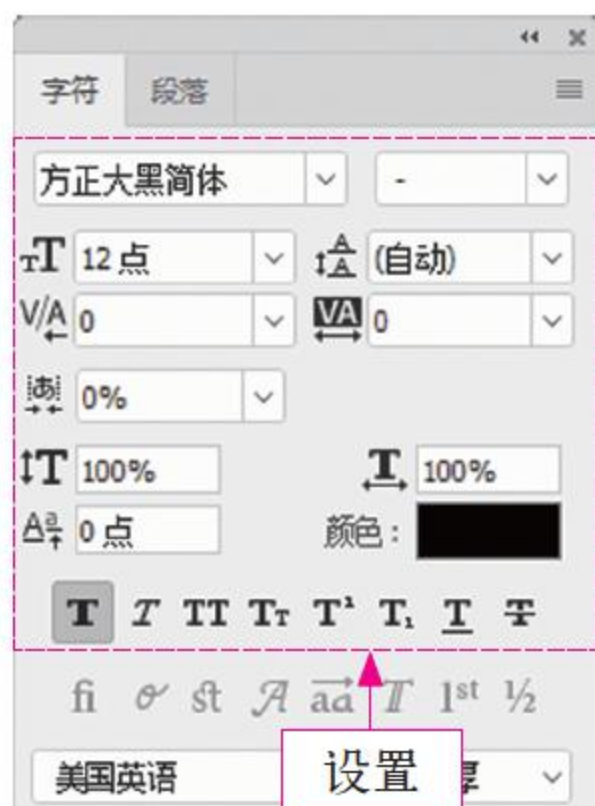 字符 段落
方正大黑简体 -
12 点 (自动)
0 0
0%
100% 100%
0 点 颜色：
T T TT Tт T¹ T₁ T T
fi st A aa T 1st ½
美国英语 设置